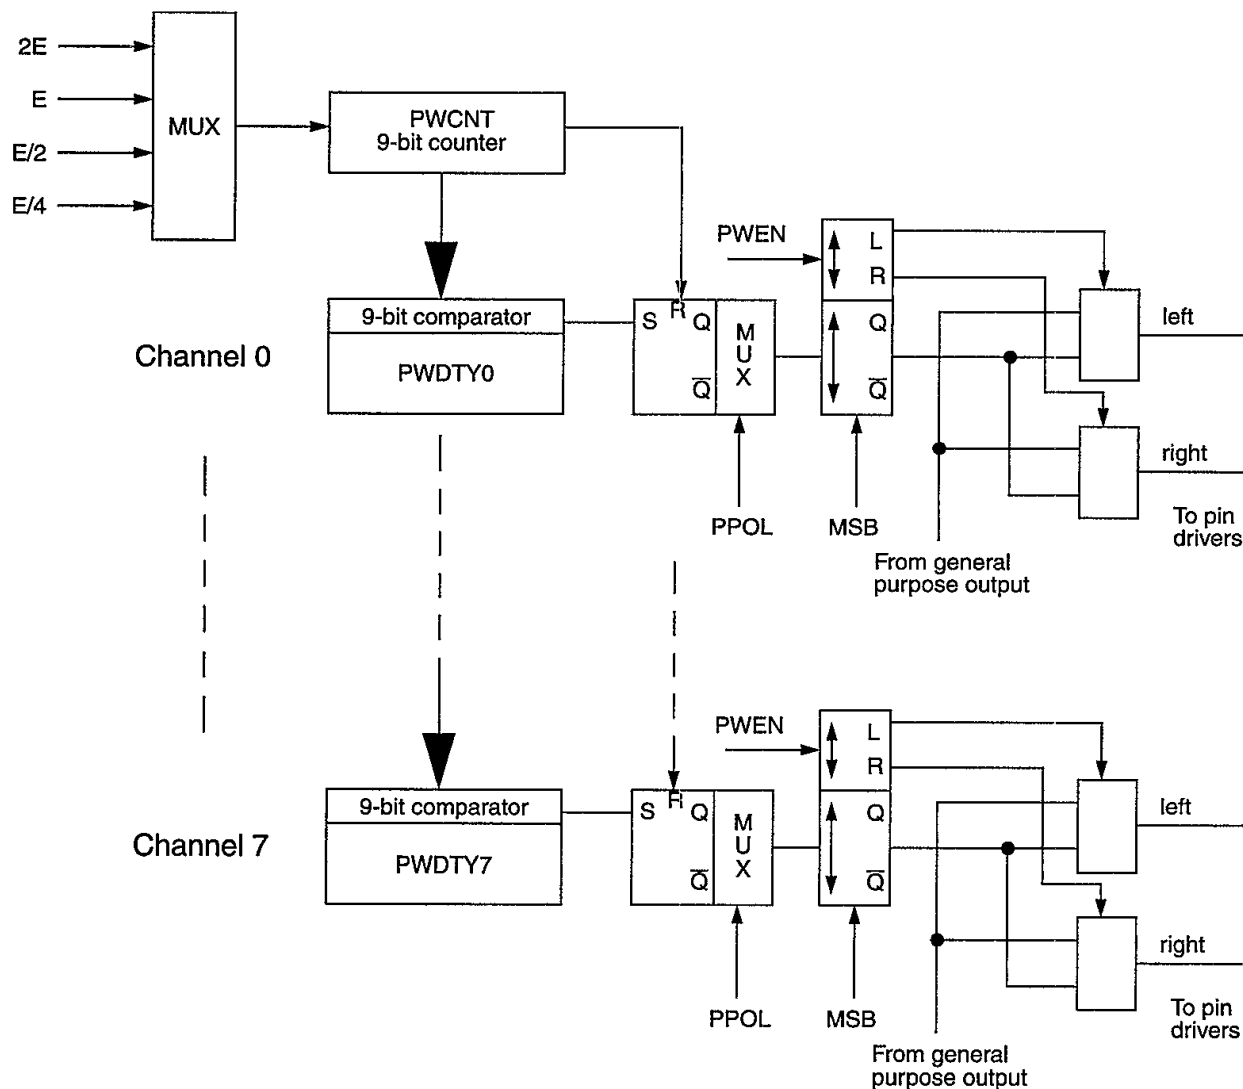 2E
E
E/2
E/4
MUX
PWCNT
9-bit counter
PWEN
L
R
9-bit comparator
PWDTY0
Channel 0
S
R
Q
Q̅
M
U
X
Q
Q̅
left
right
PPOL
MSB
To pin
drivers
From general
purpose output
PWEN
L
R
9-bit comparator
PWDTY7
Channel 7
S
R
Q
Q̅
M
U
X
Q
Q̅
left
right
PPOL
MSB
To pin
drivers
From general
purpose output